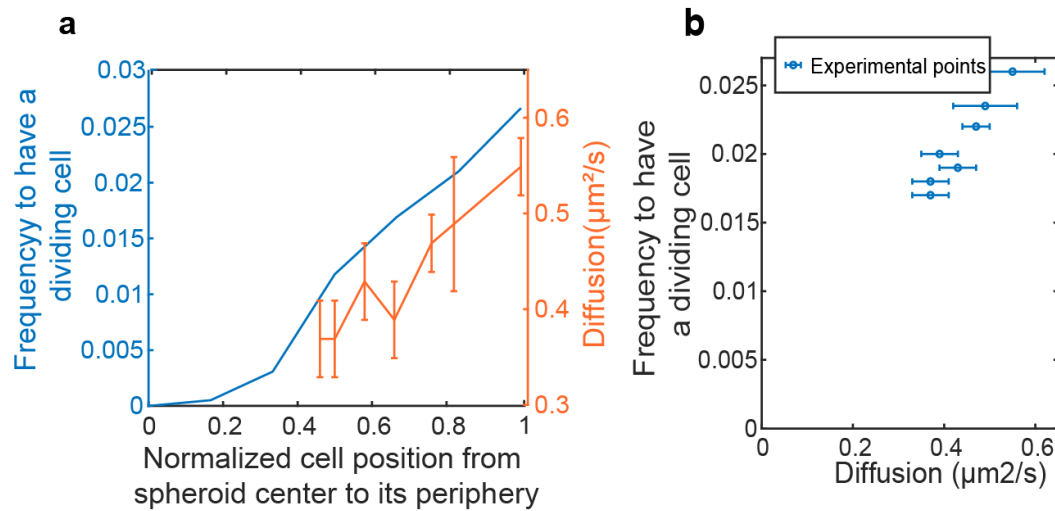 a
Frequencyy to have a
dividing cell
0.03
0.025
0.02
0.015
0.01
0.005
0
0 0.2 0.4 0.6 0.8 1
Normalized cell position from
spheroid center to its periphery
0.6
0.5
0.4
0.3
Diffusion(µm²/s)
b
Experimental points
Frequency to have
a dividing cell
0.025
0.02
0.015
0.01
0.005
0
0 0.2 0.4 0.6
Diffusion (µm2/s)